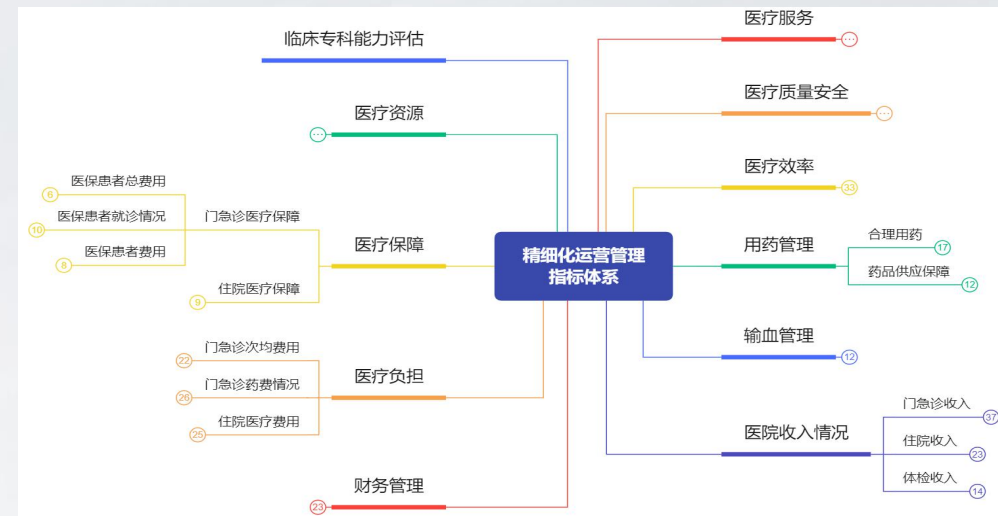 临床专科能力评估
医疗资源
医保患者总费用
6
医保患者就诊情况
10
医保患者费用
8
门急诊医疗保障
住院医疗保障
9
医疗保障
门急诊次均费用
22
门急诊药费情况
26
住院医疗费用
25
医疗负担
财务管理
23
精细化运营管理
指标体系
医疗服务
医疗质量安全
医疗效率
33
用药管理
合理用药
17
药品供应保障
12
输血管理
12
医院收入情况
门急诊收入
37
住院收入
23
体检收入
14